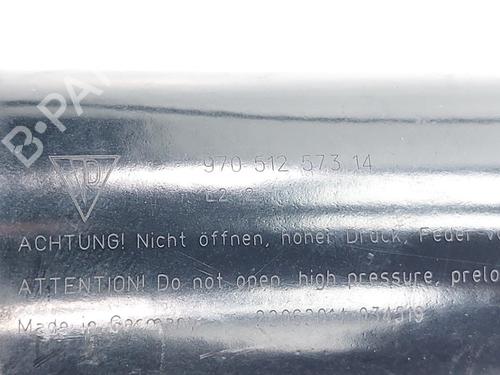 B-PA
970 512 573 14
ACHTUNG! Nicht öffnen, hoher Druck, Feder
ATTENTION! Do not open, high pressure, prelo
Made in Germany